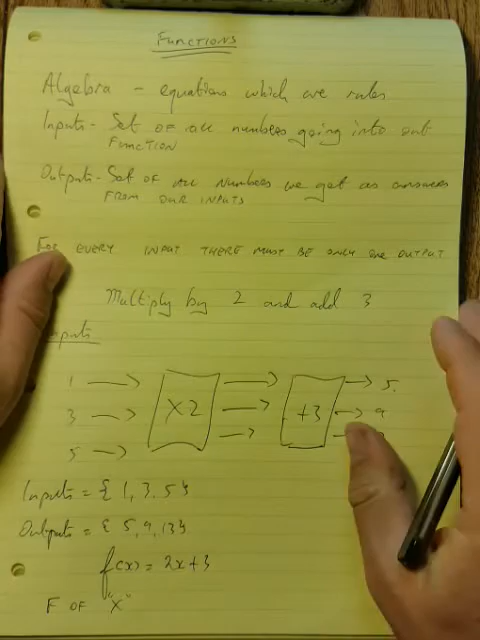 FUNCTIONS
Algebra - equations which are rules
Inputs - Set OF all numbers going into our
FUNCTION
Outputs - Set OF ALL NUMBERS we get as answers
FROM OUR INPUTS
FOR EVERY INPUT THERE MUST BE ONLY ONE OUTPUT
Multiply by 2 and add 3
Inputs
1 → → → 5.
3 → ×2 → +3 → 9
5 → → →
Inputs = { 1, 3, 5 }
Outputs = { 5, 9, 13 }.
f(x) = 2x + 3
F OF "X"